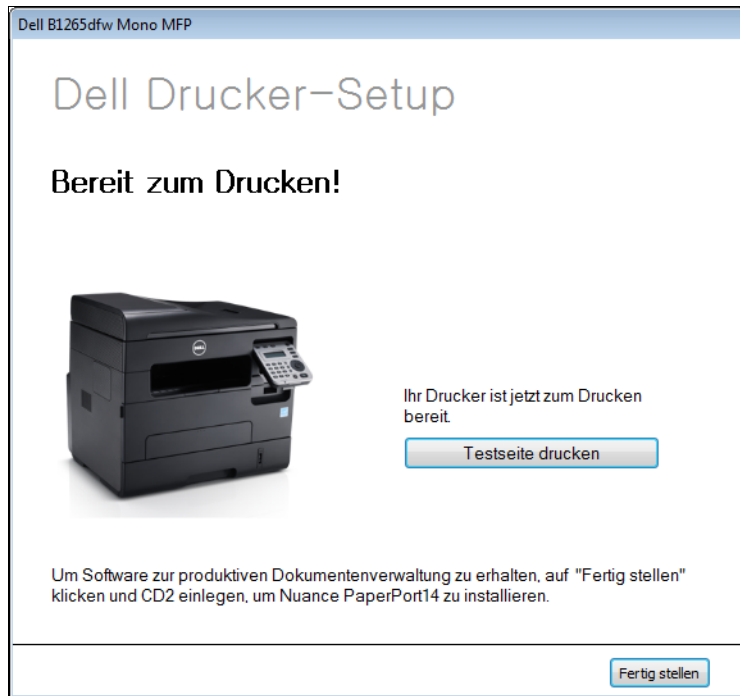 Dell B1265dfw Mono MFP
Dell Drucker-Setup
Bereit zum Drucken!
DELL
Ihr Drucker ist jetzt zum Drucken
bereit.
Testseite drucken
Um Software zur produktiven Dokumentenverwaltung zu erhalten, auf "Fertig stellen"
klicken und CD2 einlegen, um Nuance PaperPort14 zu installieren.
Fertig stellen